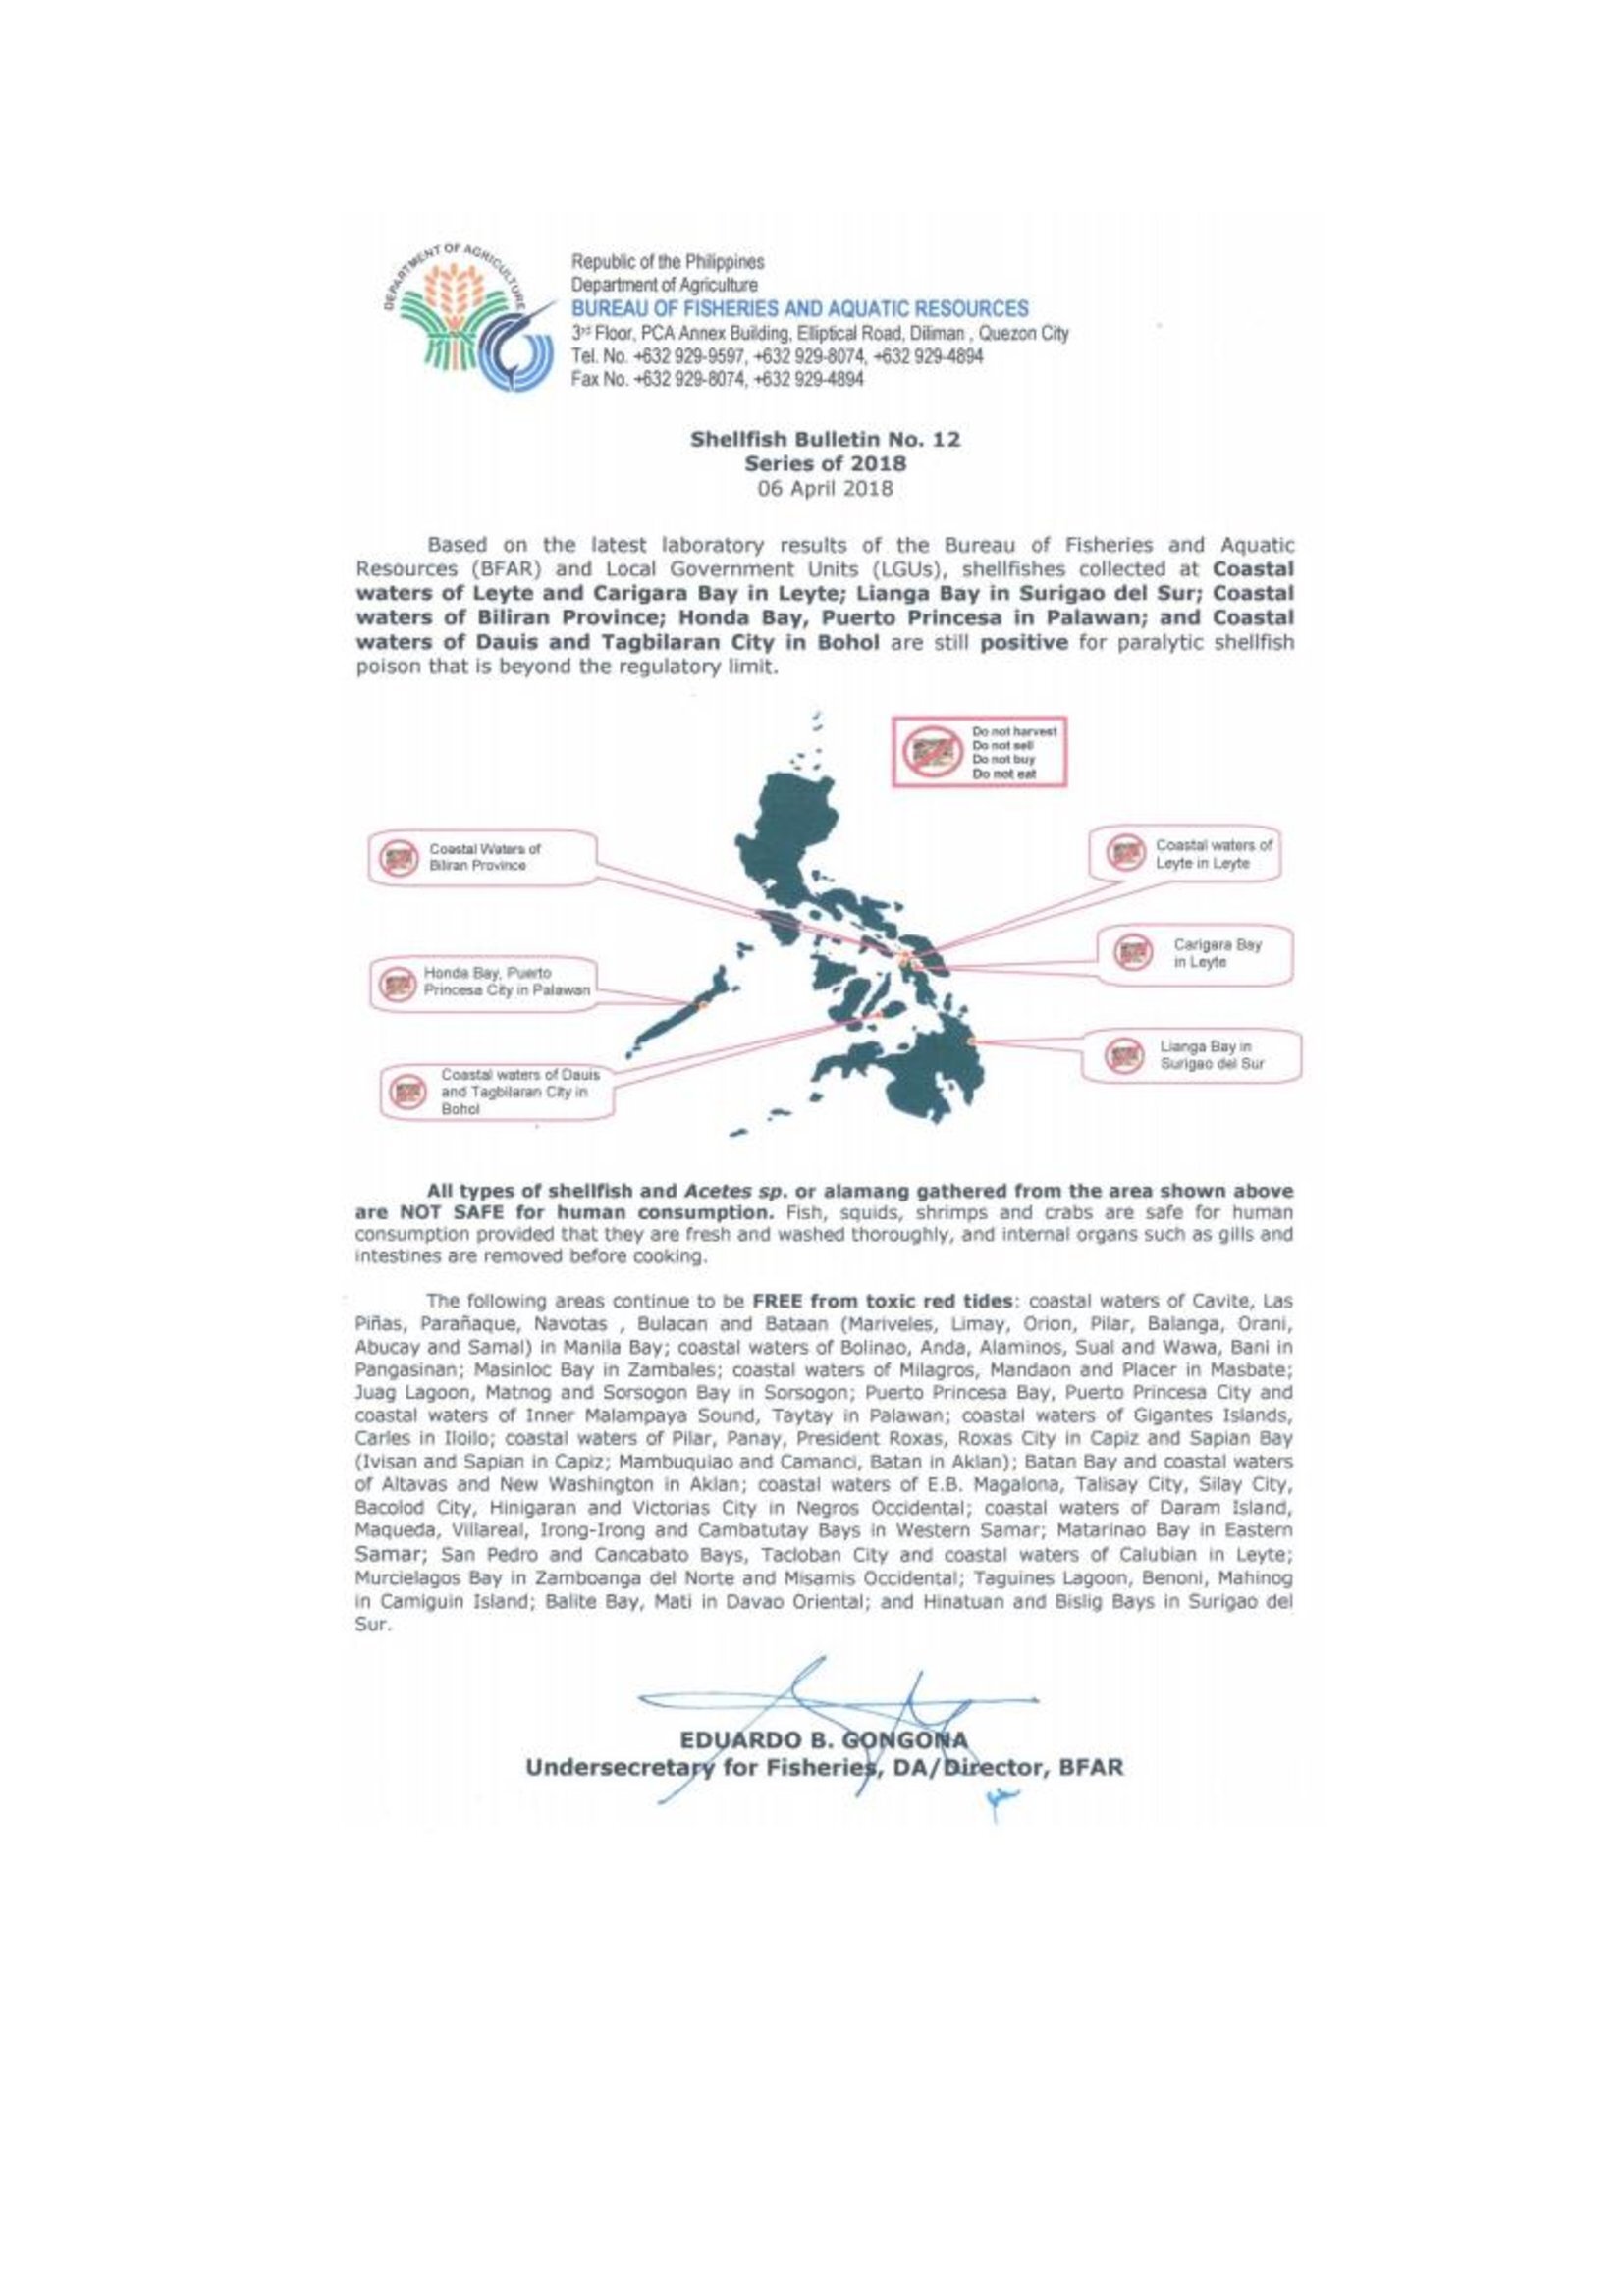 DEPARTMENT OF AGRICULTURE
Republic of the Philippines
Department of Agriculture
BUREAU OF FISHERIES AND AQUATIC RESOURCES
3rd Floor, PCA Annex Building, Elliptical Road, Diliman , Quezon City
Tel. No. +632 929-9597, +632 929-8074, +632 929-4894
Fax No. +632 929-8074, +632 929-4894
Shellfish Bulletin No. 12
Series of 2018
06 April 2018
Based on the latest laboratory results of the Bureau of Fisheries and Aquatic
Resources (BFAR) and Local Government Units (LGUs), shellfishes collected at Coastal
waters of Leyte and Carigara Bay in Leyte; Lianga Bay in Surigao del Sur; Coastal
waters of Biliran Province; Honda Bay, Puerto Princesa in Palawan; and Coastal
waters of Dauis and Tagbilaran City in Bohol are still positive for paralytic shellfish
poison that is beyond the regulatory limit.
Do not harvest
Do not sell
Do not buy
Do not eat
Coastal Waters of
Biliran Province
Coastal waters of
Leyte in Leyte
Carigara Bay
in Leyte
Honda Bay, Puerto
Princesa City in Palawan
Lianga Bay in
Surigao del Sur
Coastal waters of Dauis
and Tagbilaran City in
Bohol
All types of shellfish and Acetes sp. or alamang gathered from the area shown above
are NOT SAFE for human consumption. Fish, squids, shrimps and crabs are safe for human
consumption provided that they are fresh and washed thoroughly, and internal organs such as gills and
intestines are removed before cooking.
The following areas continue to be FREE from toxic red tides: coastal waters of Cavite, Las
Piñas, Parañaque, Navotas , Bulacan and Bataan (Mariveles, Limay, Orion, Pilar, Balanga, Orani,
Abucay and Samal) in Manila Bay; coastal waters of Bolinao, Anda, Alaminos, Sual and Wawa, Bani in
Pangasinan; Masinloc Bay in Zambales; coastal waters of Milagros, Mandaon and Placer in Masbate;
Juag Lagoon, Matnog and Sorsogon Bay in Sorsogon; Puerto Princesa Bay, Puerto Princesa City and
coastal waters of Inner Malampaya Sound, Taytay in Palawan; coastal waters of Gigantes Islands,
Carles in Iloilo; coastal waters of Pilar, Panay, President Roxas, Roxas City in Capiz and Sapian Bay
(Ivisan and Sapian in Capiz; Mambuquiao and Camanci, Batan in Aklan); Batan Bay and coastal waters
of Altavas and New Washington in Aklan; coastal waters of E.B. Magalona, Talisay City, Silay City,
Bacolod City, Hinigaran and Victorias City in Negros Occidental; coastal waters of Daram Island,
Maqueda, Villareal, Irong-Irong and Cambatutay Bays in Western Samar; Matarinao Bay in Eastern
Samar; San Pedro and Cancabato Bays, Tacloban City and coastal waters of Calubian in Leyte;
Murcielagos Bay in Zamboanga del Norte and Misamis Occidental; Taguines Lagoon, Benoni, Mahinog
in Camiguin Island; Balite Bay, Mati in Davao Oriental; and Hinatuan and Bislig Bays in Surigao del
Sur.
EDUARDO B. GONGONA
Undersecretary for Fisheries, DA/Director, BFAR